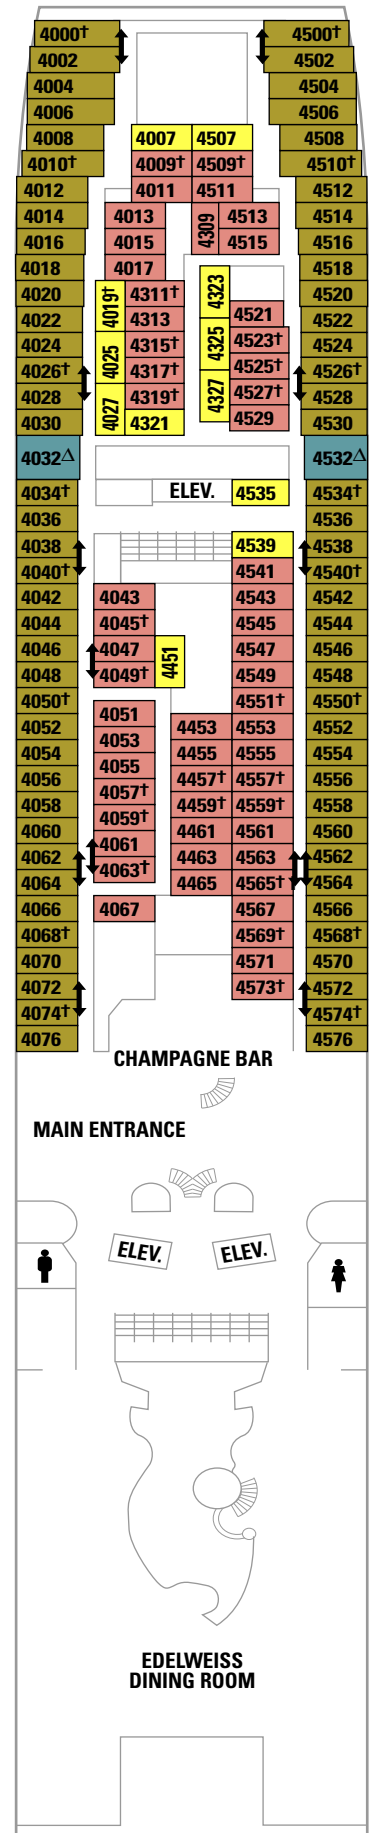 4000† 4500†
4002 4502
4004 4504
4006 4506
4008 4007 4507 4508
4010† 4009† 4509† 4510†
4012 4011 4511 4512
4014 4013 4309 4513 4514
4016 4015 4515 4516
4018 4017 4518
4020 4019† 4311† 4323 4520
4022 4313 4521 4522
4024 4025 4315† 4325 4523† 4524
4026† 4317† 4525† 4526†
4028 4027 4319† 4327 4527† 4528
4030 4321 4529 4530
4032Δ 4532Δ
4034† ELEV. 4535 4534†
4036 4536
4038 4539 4538
4040† 4541 4540†
4042 4043 4543 4542
4044 4045† 4545 4544
4046 4047 4451 4547 4546
4048 4049† 4549 4548
4050† 4551† 4550†
4052 4051 4453 4553 4552
4054 4053 4455 4555 4554
4056 4055 4457† 4557† 4556
4058 4057† 4459† 4559† 4558
4060 4059† 4461 4561 4560
4062 4061 4463 4563 4562
4064 4063† 4465 4565† 4564
4066 4067 4567 4566
4068† 4569† 4568†
4070 4571 4570
4072 4573† 4572
4074† 4574†
4076 4576
CHAMPAGNE BAR
MAIN ENTRANCE
ELEV. ELEV.
EDELWEISS
DINING ROOM